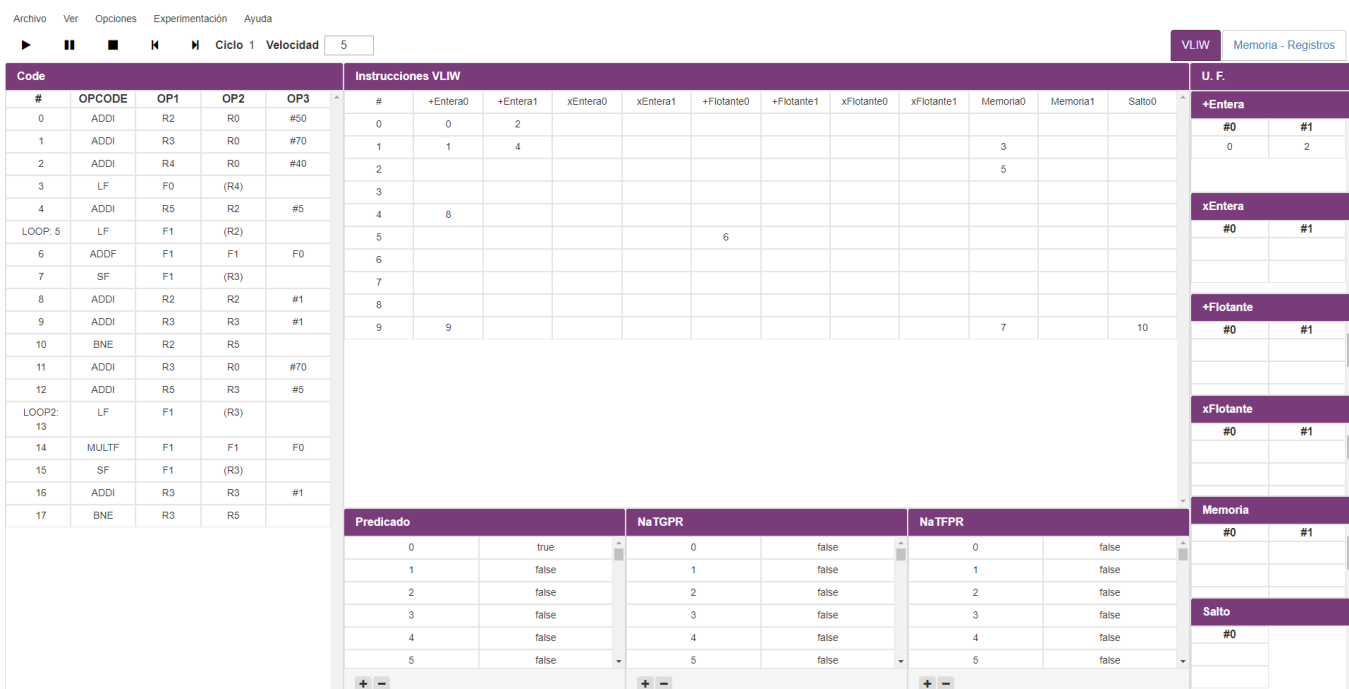 Archivo Ver Opciones Experimentación Ayuda
Ciclo 1 Velocidad 5
VLIW Memoria - Registros
Code
# OPCODE OP1 OP2 OP3
0 ADDI R2 R0 #50
1 ADDI R3 R0 #70
2 ADDI R4 R0 #40
3 LF F0 (R4)
4 ADDI R5 R2 #5
LOOP: 5 LF F1 (R2)
6 ADDF F1 F1 F0
7 SF F1 (R3)
8 ADDI R2 R2 #1
9 ADDI R3 R3 #1
10 BNE R2 R5
11 ADDI R3 R0 #70
12 ADDI R5 R3 #5
LOOP2: 13 LF F1 (R3)
14 MULTF F1 F1 F0
15 SF F1 (R3)
16 ADDI R3 R3 #1
17 BNE R3 R5
Instrucciones VLIW
# +Entera0 +Entera1 xEntera0 xEntera1 +Flotante0 +Flotante1 xFlotante0 xFlotante1 Memoria0 Memoria1 Salto0
0 0 2
1 1 4 3
2 5
3
4 8
5 6
6
7
8
9 9 7 10
Predicado
0 true
1 false
2 false
3 false
4 false
5 false
+ −
NaTGPR
0 false
1 false
2 false
3 false
4 false
5 false
+ −
NaTFPR
0 false
1 false
2 false
3 false
4 false
5 false
+ −
U. F.
+Entera
#0 #1
0 2
xEntera
#0 #1
+Flotante
#0 #1
xFlotante
#0 #1
Memoria
#0 #1
Salto
#0